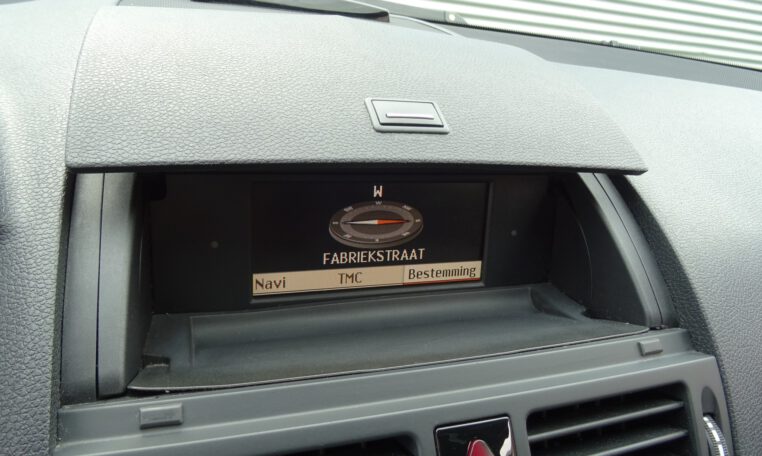 W
FABRIEKSTRAAT
Navi TMC Bestemming